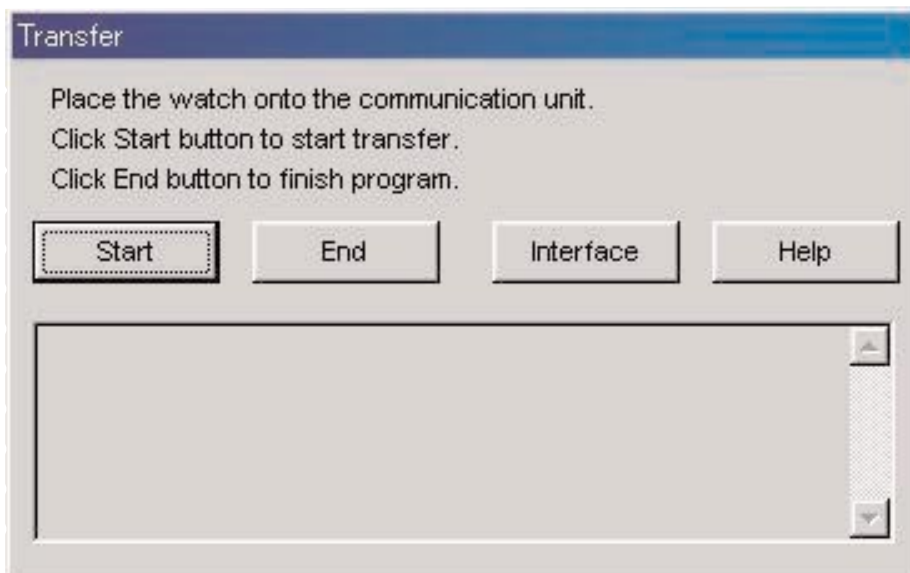 Transfer
Place the watch onto the communication unit.
Click Start button to start transfer.
Click End button to finish program.
Start End Interface Help